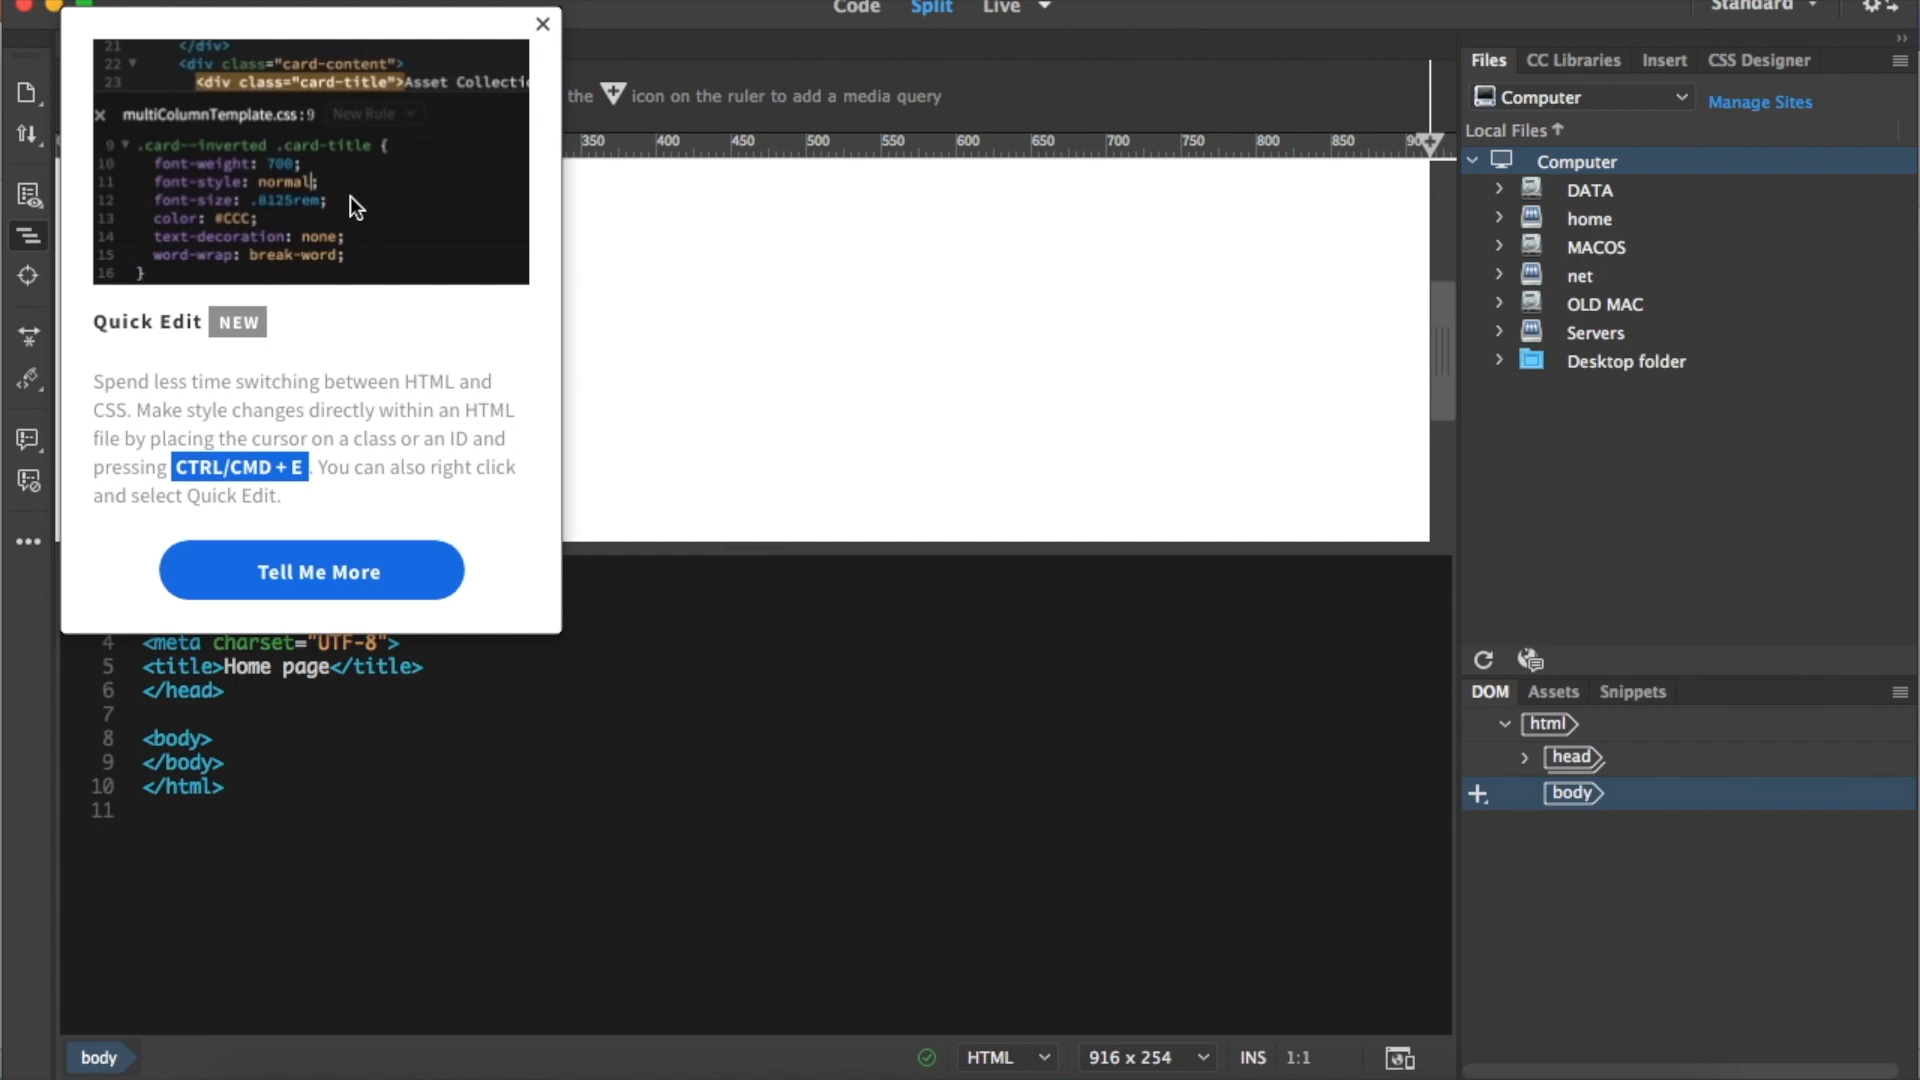 Code Split Live
Standard
21 </div>
22 <div class="card-content">
23 <div class="card-title">Asset Collecti
multiColumnTemplate.css:9 New Rule
9 .card--inverted .card-title {
10 font-weight: 700;
11 font-style: normal;
12 font-size: .8125rem;
13 color: #CCC;
14 text-decoration: none;
15 word-wrap: break-word;
16 }
Quick Edit NEW
Spend less time switching between HTML and
CSS. Make style changes directly within an HTML
file by placing the cursor on a class or an ID and
pressing CTRL/CMD + E . You can also right click
and select Quick Edit.
Tell Me More
the icon on the ruler to add a media query
350 400 450 500 550 600 650 700 750 800 850 90
4 <meta charset="UTF-8">
5 <title>Home page</title>
6 </head>
7
8 <body>
9 </body>
10 </html>
11
body
HTML 916 x 254 INS 1:1
Files CC Libraries Insert CSS Designer
Computer Manage Sites
Local Files
Computer
DATA
home
MACOS
net
OLD MAC
Servers
Desktop folder
DOM Assets Snippets
html
head
body